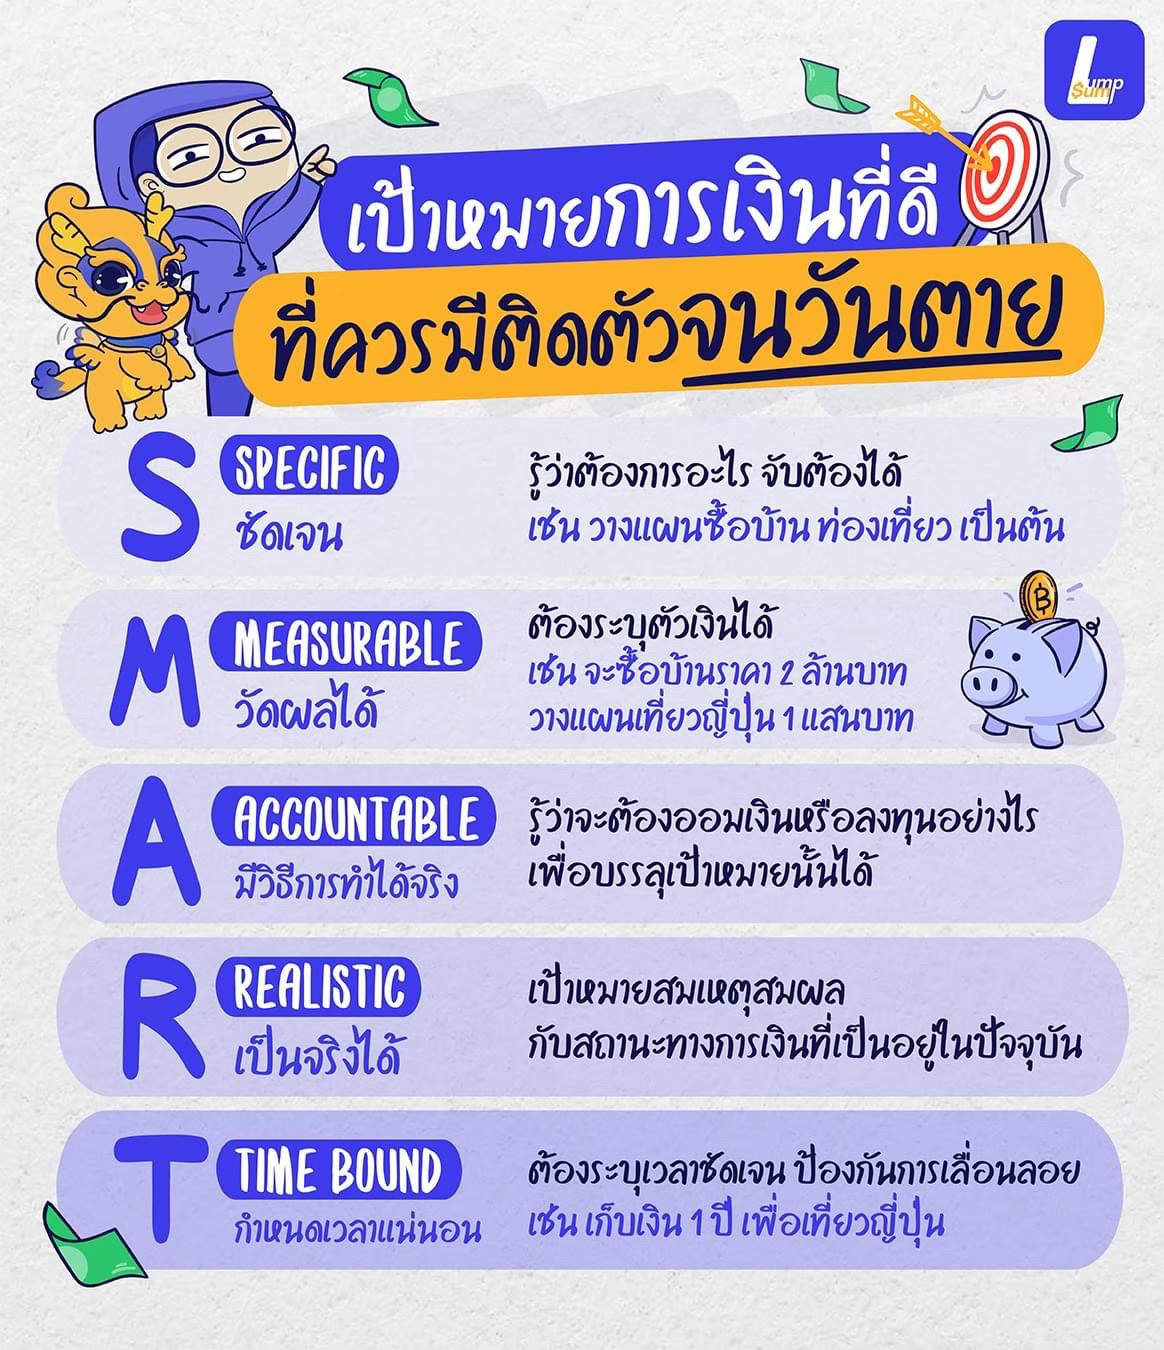 Lump
$um
เป้าหมายการเงินที่ดี
ที่ควรมีติดตัวจนวันตาย
S
SPECIFIC
ชัดเจน
รู้ว่าต้องการอะไร จับต้องได้
เช่น วางแผนซื้อบ้าน ท่องเที่ยว เป็นต้น
M
MEASURABLE
วัดผลได้
ต้องระบุตัวเงินได้
เช่น จะซื้อบ้านราคา 2 ล้านบาท
วางแผนเที่ยวญี่ปุ่น 1 แสนบาท
A
ACCOUNTABLE
มีวิธีการทำได้จริง
รู้ว่าจะต้องออมเงินหรือลงทุนอย่างไร
เพื่อบรรลุเป้าหมายนั้นได้
R
REALISTIC
เป็นจริงได้
เป้าหมายสมเหตุสมผล
กับสถานะทางการเงินที่เป็นอยู่ในปัจจุบัน
T
TIME BOUND
กำหนดเวลาแน่นอน
ต้องระบุเวลาชัดเจน ป้องกันการเลื่อนลอย
เช่น เก็บเงิน 1 ปี เพื่อเที่ยวญี่ปุ่น